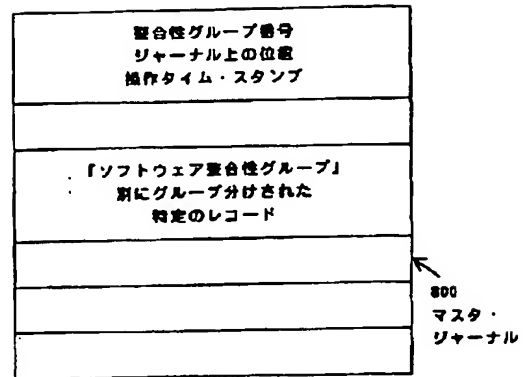 整合性グループ番号
ジャーナル上の位置
操作タイム・スタンプ
「ソフトウェア整合性グループ」
別にグループ分けされた
特定のレコード
800
マスタ・
ジャーナル